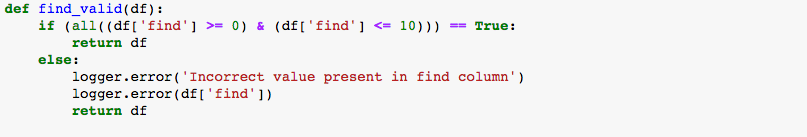 def find_valid(df):
    if (all((df['find'] >= 0) & (df['find'] <= 10))) == True:
        return df
    else:
        logger.error('Incorrect value present in find column')
        logger.error(df['find'])
        return df